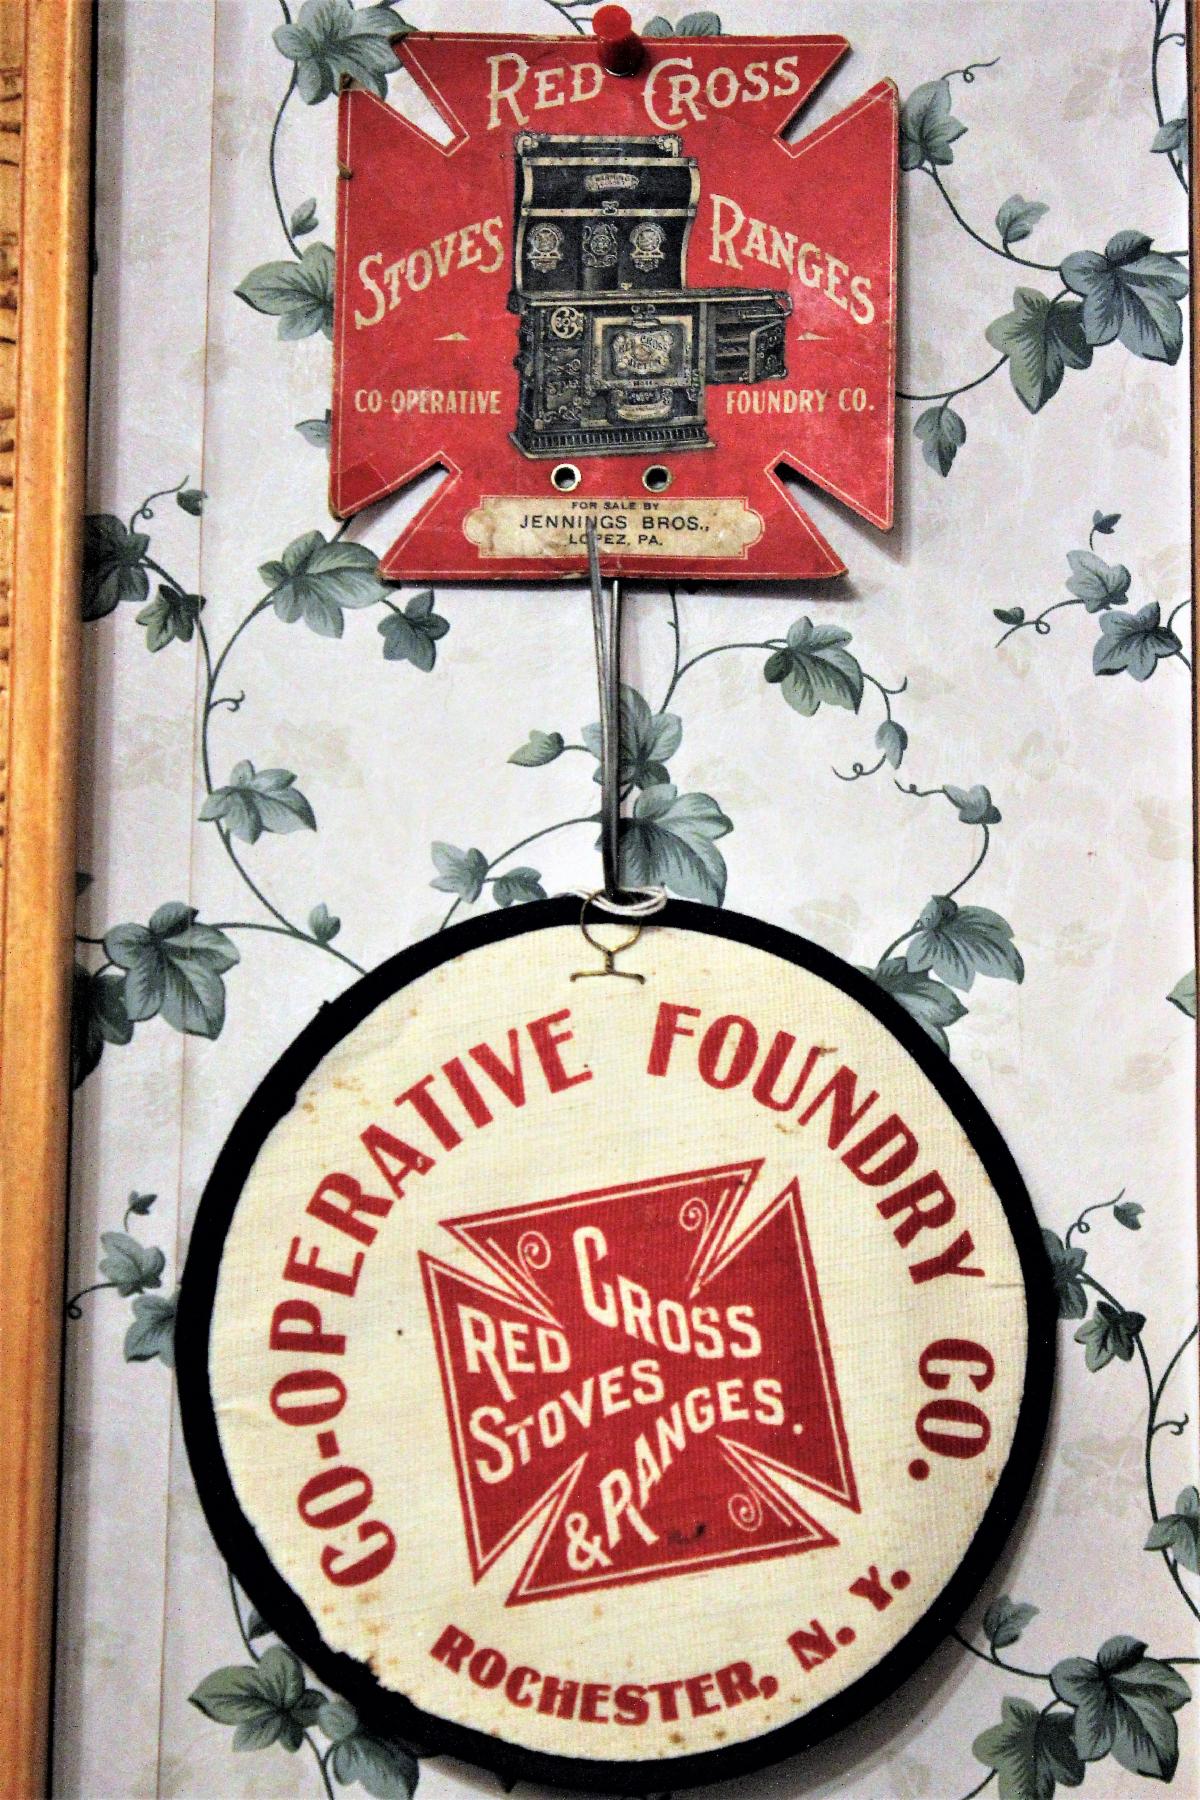 RED CROSS
STOVES RANGES
CO-OPERATIVE FOUNDRY CO.
FOR SALE BY
JENNINGS BROS.,
LOPEZ, PA.
CO-OPERATIVE FOUNDRY CO.
RED CROSS
STOVES
& RANGES.
ROCHESTER, N. Y.